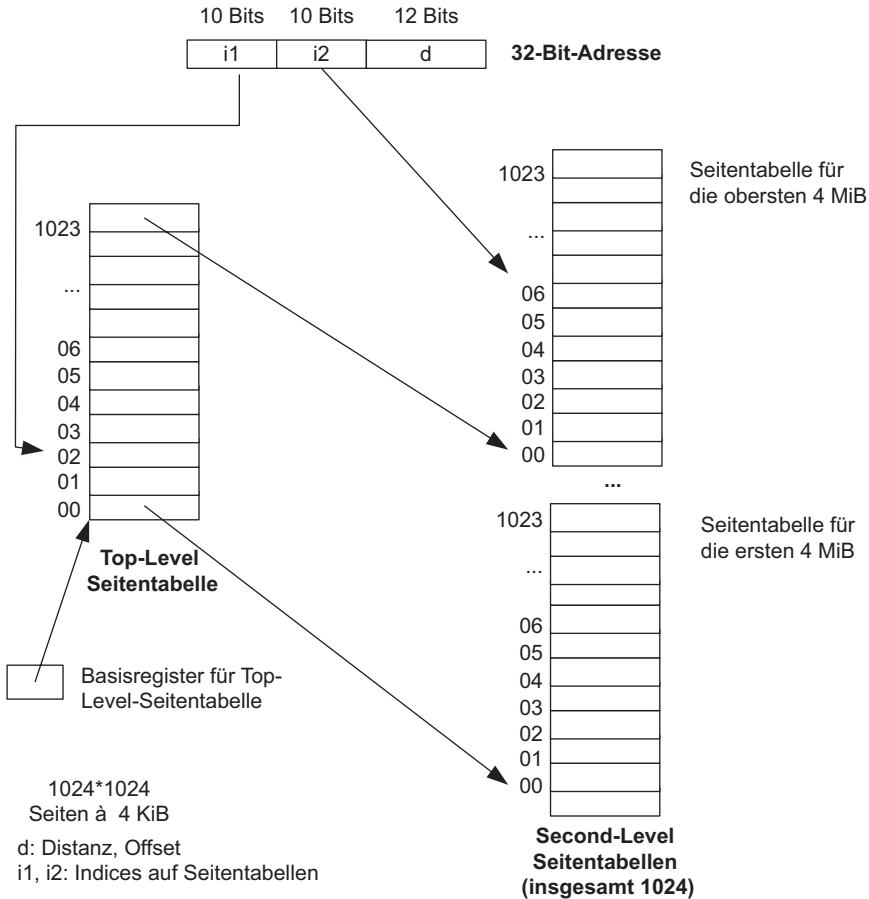 10 Bits 10 Bits 12 Bits
i1 i2 d 32-Bit-Adresse
1023
...
06
05
04
03
02
01
00
Top-Level
Seitentabelle
Basisregister für Top-
Level-Seitentabelle
1023
...
06
05
04
03
02
01
00
Seitentabelle für
die obersten 4 MiB
...
1023
...
06
05
04
03
02
01
00
Seitentabelle für
die ersten 4 MiB
Second-Level
Seitentabellen
(insgesamt 1024)
1024*1024
Seiten à 4 KiB
d: Distanz, Offset
i1, i2: Indices auf Seitentabellen